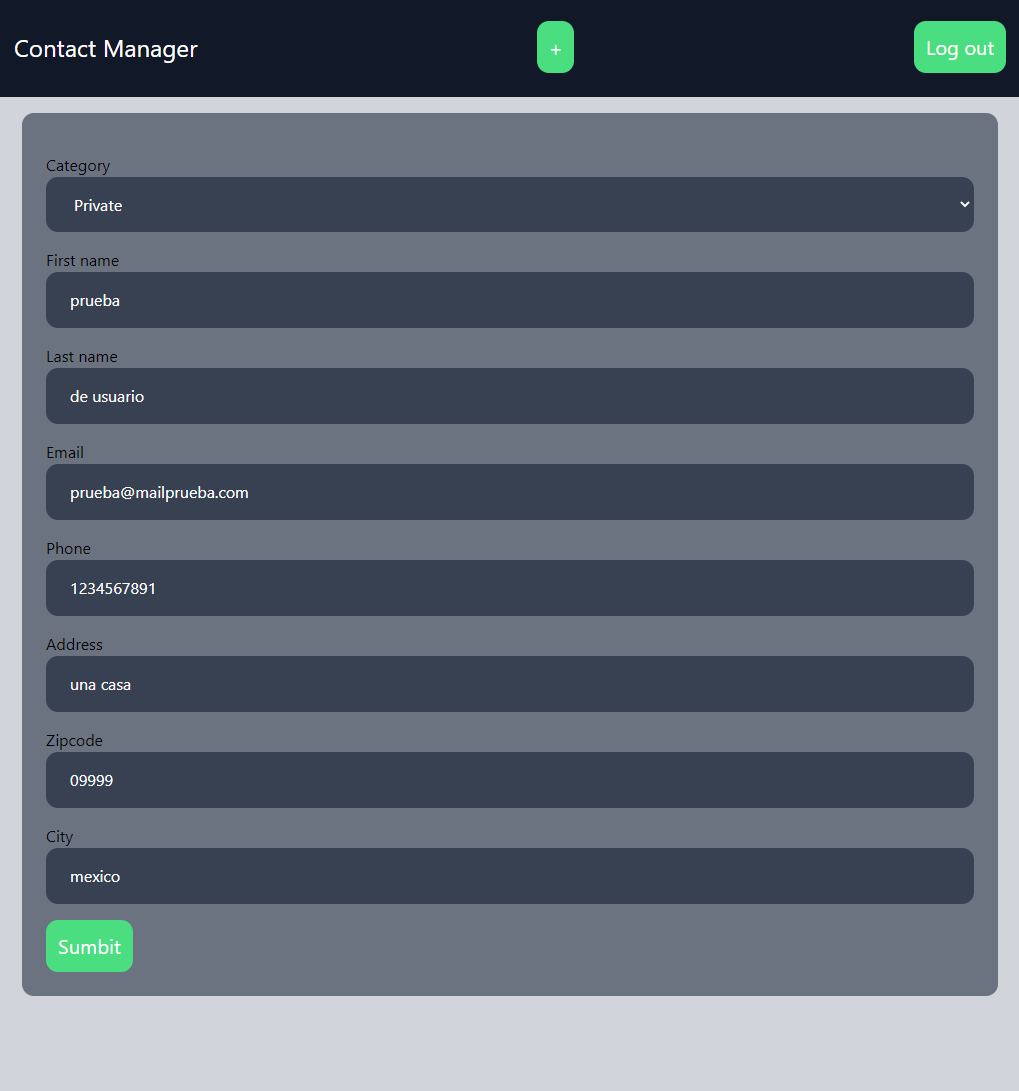 Contact Manager
+
Log out
Category
Private
First name
prueba
Last name
de usuario
Email
prueba@mailprueba.com
Phone
1234567891
Address
una casa
Zipcode
09999
City
mexico
Sumbit